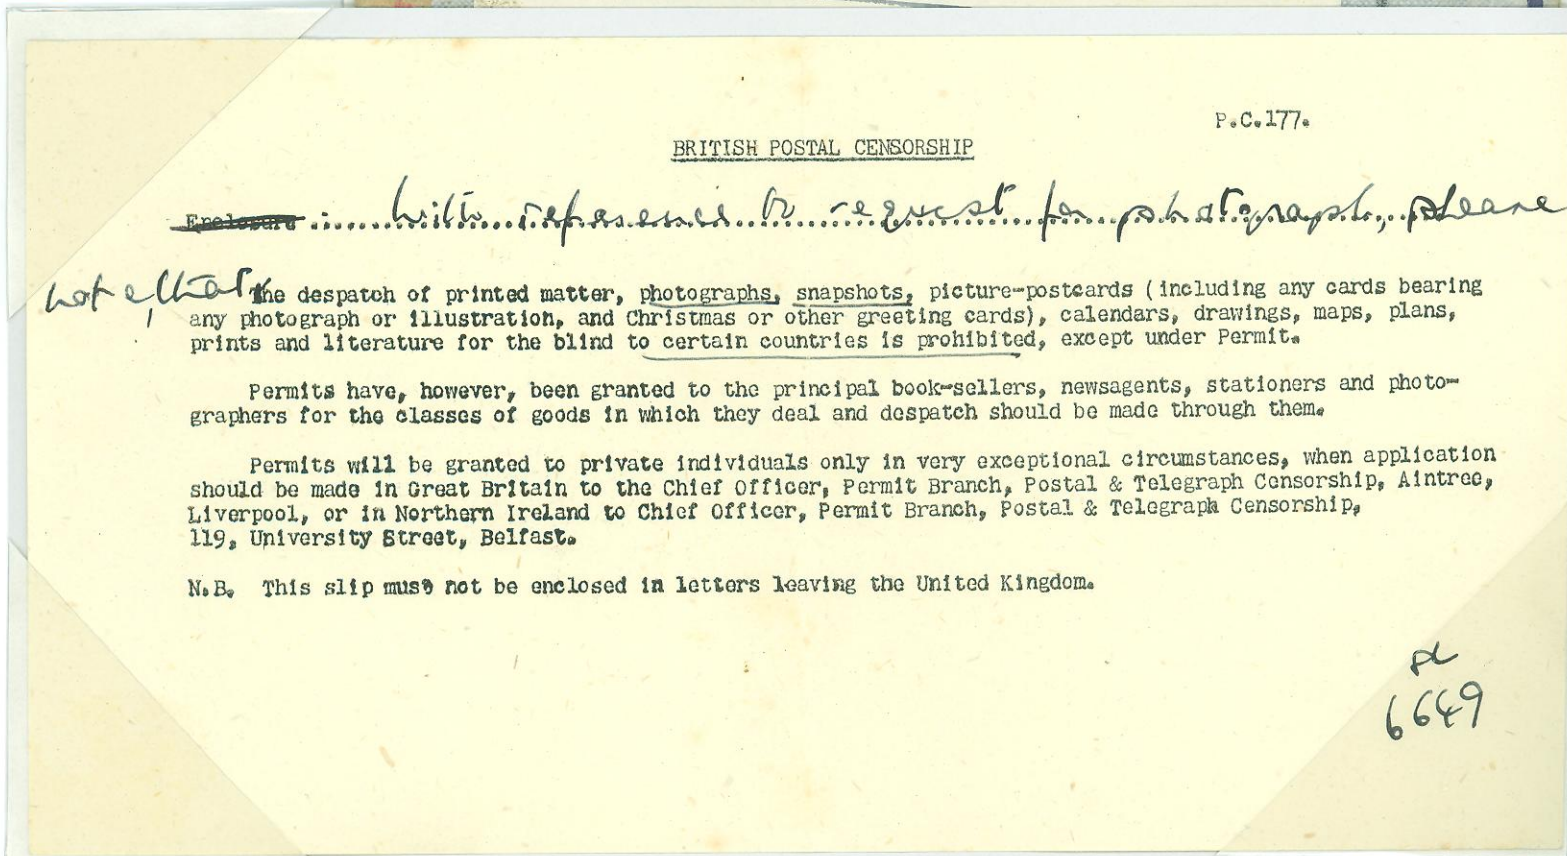 P.C.177.
BRITISH POSTAL CENSORSHIP
Enclosure ... with reference to request for photograph, please
note, that
The despatch of printed matter, photographs, snapshots, picture-postcards (including any cards bearing
any photograph or illustration, and Christmas or other greeting cards), calendars, drawings, maps, plans,
prints and literature for the blind to certain countries is prohibited, except under Permit.
Permits have, however, been granted to the principal book-sellers, newsagents, stationers and photo-
graphers for the classes of goods in which they deal and despatch should be made through them.
Permits will be granted to private individuals only in very exceptional circumstances, when application
should be made in Great Britain to the Chief Officer, Permit Branch, Postal & Telegraph Censorship, Aintree,
Liverpool, or in Northern Ireland to Chief Officer, Permit Branch, Postal & Telegraph Censorship,
119, University Street, Belfast.
N.B. This slip must not be enclosed in letters leaving the United Kingdom.
6649